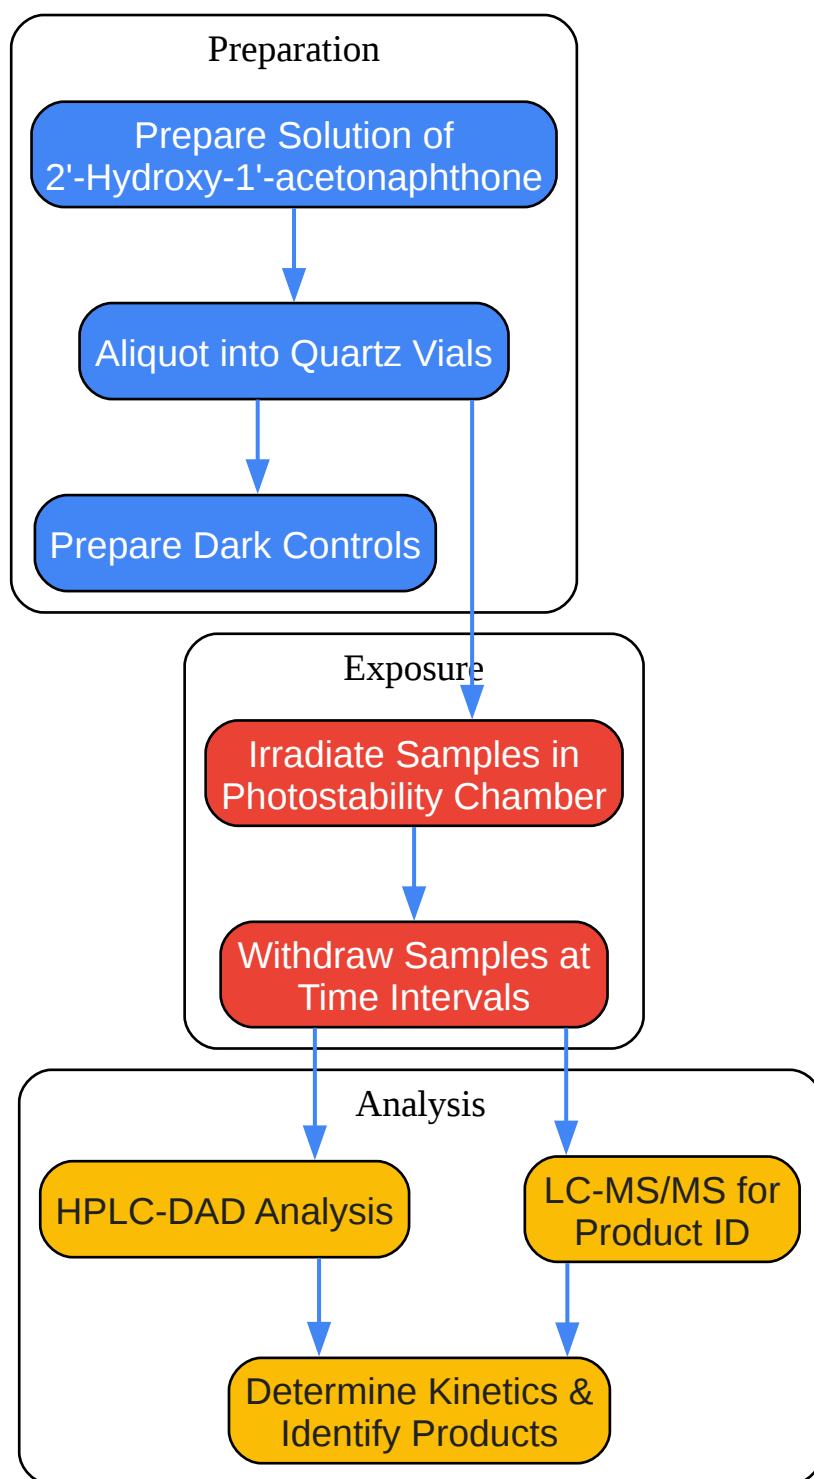 Preparation
Prepare Solution of
2'-Hydroxy-1'-acetonaphthone
Aliquot into Quartz Vials
Prepare Dark Controls
Exposure
Irradiate Samples in
Photostability Chamber
Withdraw Samples at
Time Intervals
Analysis
HPLC-DAD Analysis
LC-MS/MS for
Product ID
Determine Kinetics &
Identify Products